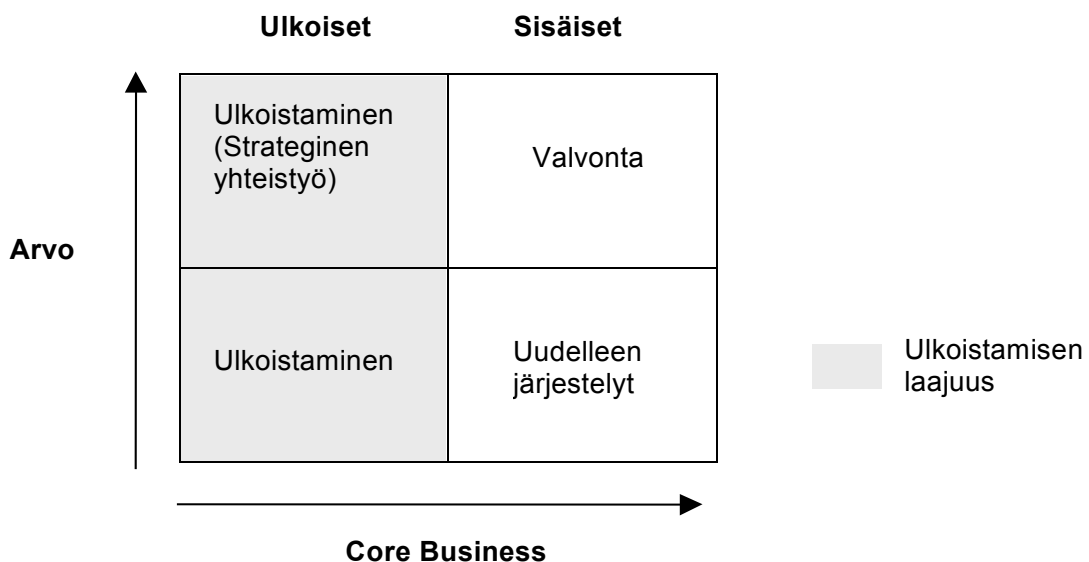 Ulkoiset
Sisäiset
Ulkoistaminen
(Strateginen
yhteistyö)
Valvonta
Arvo
Ulkoistaminen
Uudelleen
järjestelyt
Ulkoistamisen
laajuus
Core Business